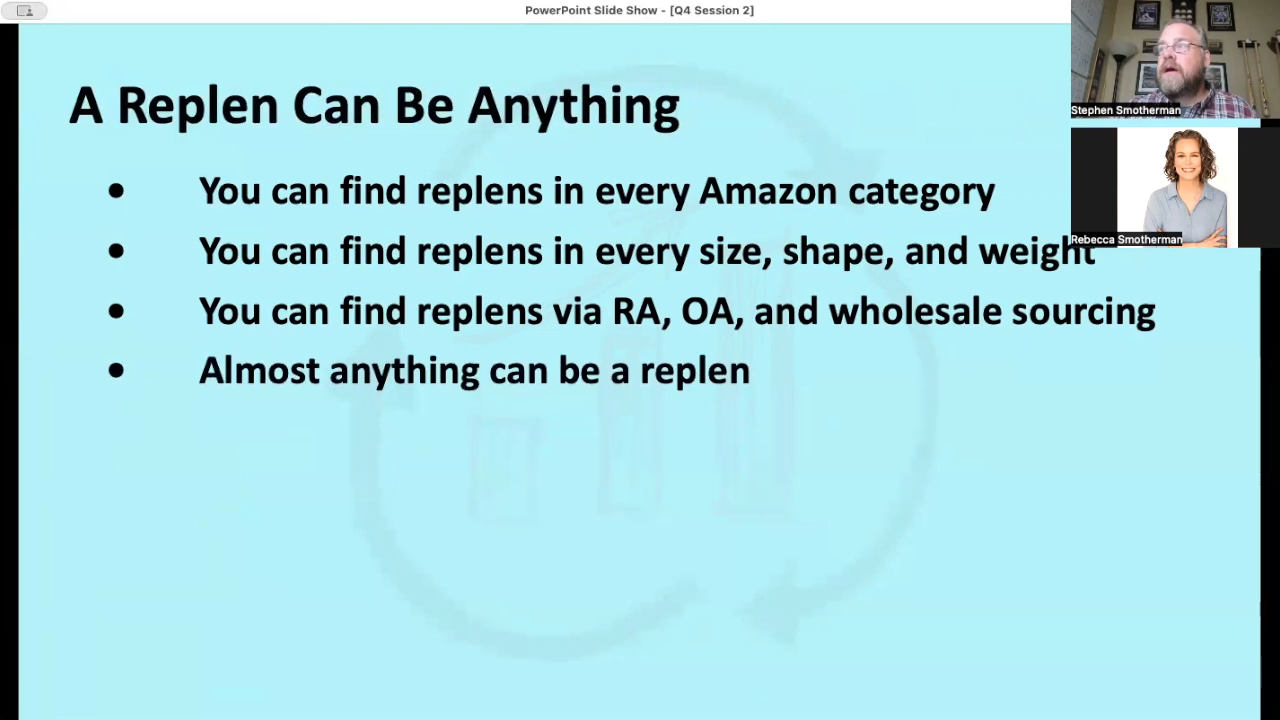 PowerPoint Slide Show - [Q4 Session 2]
A Replen Can Be Anything
• You can find replens in every Amazon category
• You can find replens in every size, shape, and weight
• You can find replens via RA, OA, and wholesale sourcing
• Almost anything can be a replen
Stephen Smotherman
Rebecca Smotherman